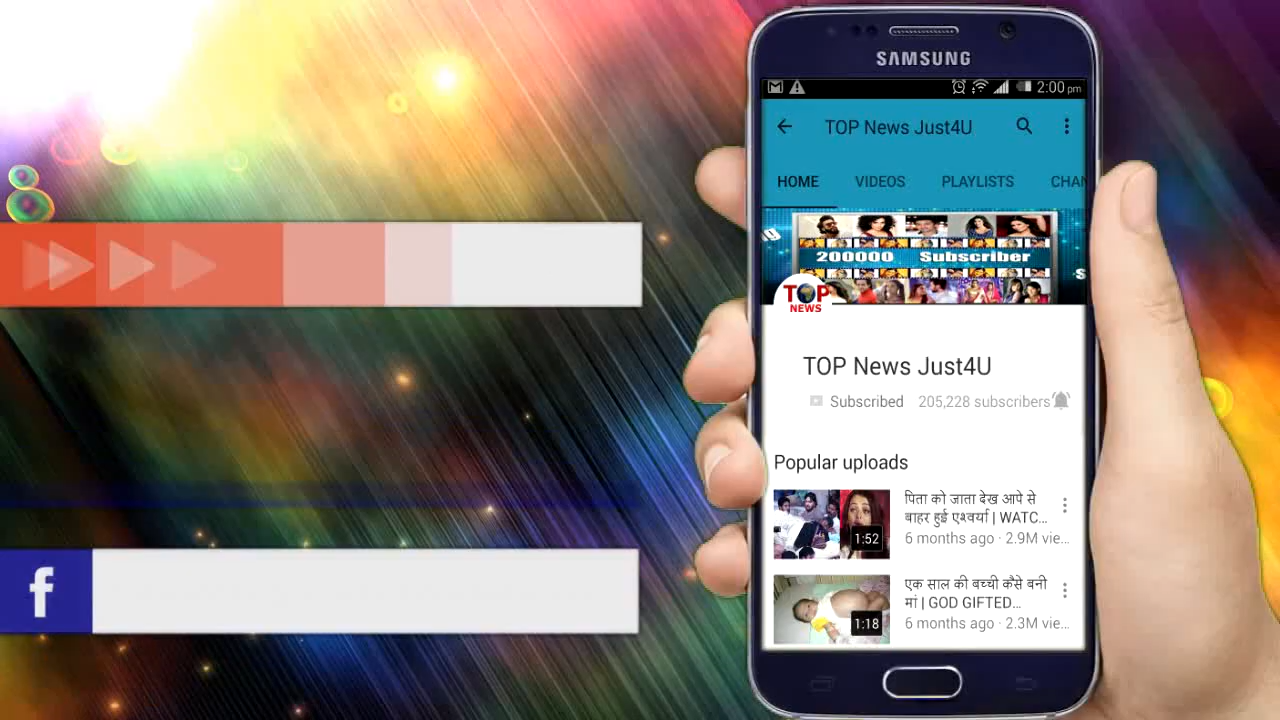 SAMSUNG
2:00 pm
TOP News Just4U
HOME VIDEOS PLAYLISTS CHAN
200000 Subscriber
TOP
NEWS
TOP News Just4U
Subscribed 205,228 subscribers
Popular uploads
पिता को जाता देख आपे से
बाहर हुई एश्वर्या | WATC...
6 months ago · 2.9M vie...
1:52
एक साल की बच्ची कैसे बनी
मां | GOD GIFTED...
6 months ago · 2.3M vie...
1:18
f